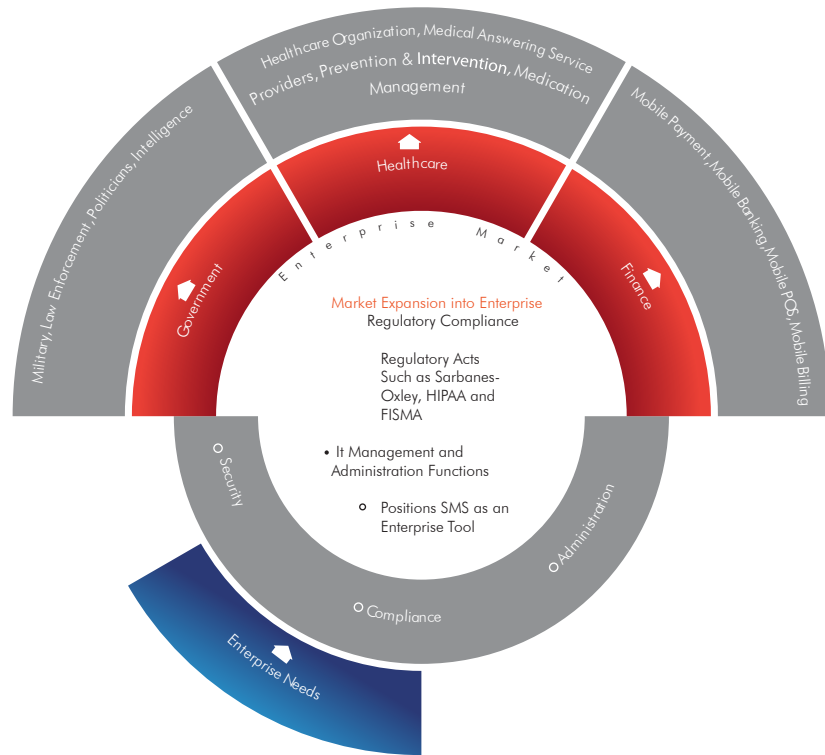 Healthcare Organization, Medical Answering Service
Providers, Prevention & Intervention, Medication
Management
Military, Law Enforcement, Politicians, Intelligence
Mobile Payment, Mobile Banking, Mobile POS, Mobile Billing
Healthcare
Government
Finance
Enterprise Market
Market Expansion into Enterprise
Regulatory Compliance
Regulatory Acts
Such as Sarbanes-
Oxley, HIPAA and
FISMA
• It Management and
Administration Functions
Positions SMS as an
Enterprise Tool
Security
Administration
Compliance
Enterprise Needs